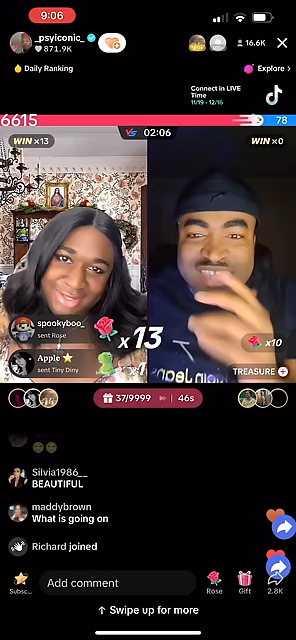 9:06
_psyiconic_
871.9K
16.6K
Daily Ranking
Explore >
Connect in LIVE
Time
11/19 - 12/16
6615
78
WIN x13
VS 02:06
WIN x0
spookyboo_
sent Rose
x13
Apple
sent Tiny Diny
x1
x10
TREASURE
37/9999
46s
Silvia1986__
BEAUTIFUL
maddybrown
What is going on
Richard joined
Subsc...
Add comment
Rose
Gift
2.8K
↑ Swipe up for more